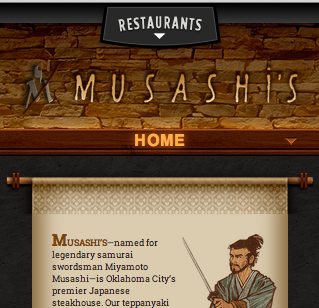 RESTAURANTS
MUSASHI'S
HOME
MUSASHI'S—named for
legendary samurai
swordsman Miyamoto
Musashi—is Oklahoma City's
premier Japanese
steakhouse. Our teppanyaki